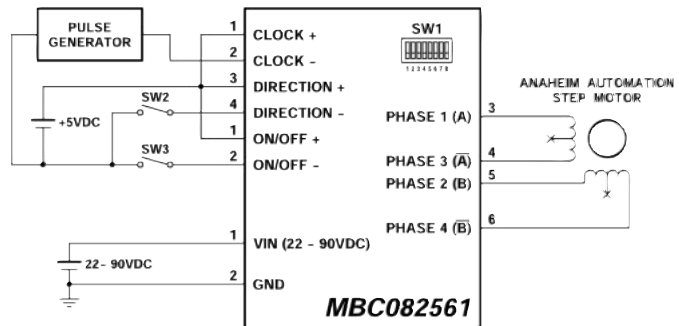 PULSE
GENERATOR
+5VDC
SW2
SW3
22- 90VDC
1 CLOCK +
2 CLOCK -
3 DIRECTION +
4 DIRECTION -
1 ON/OFF +
2 ON/OFF -
1 VIN (22 - 90VDC)
2 GND
SW1
1 2 3 4 5 6 7 8
PHASE 1 (A) 3
PHASE 3 (A̅) 4
PHASE 2 (B) 5
PHASE 4 (B̅) 6
MBC082561
ANAHEIM AUTOMATION
STEP MOTOR